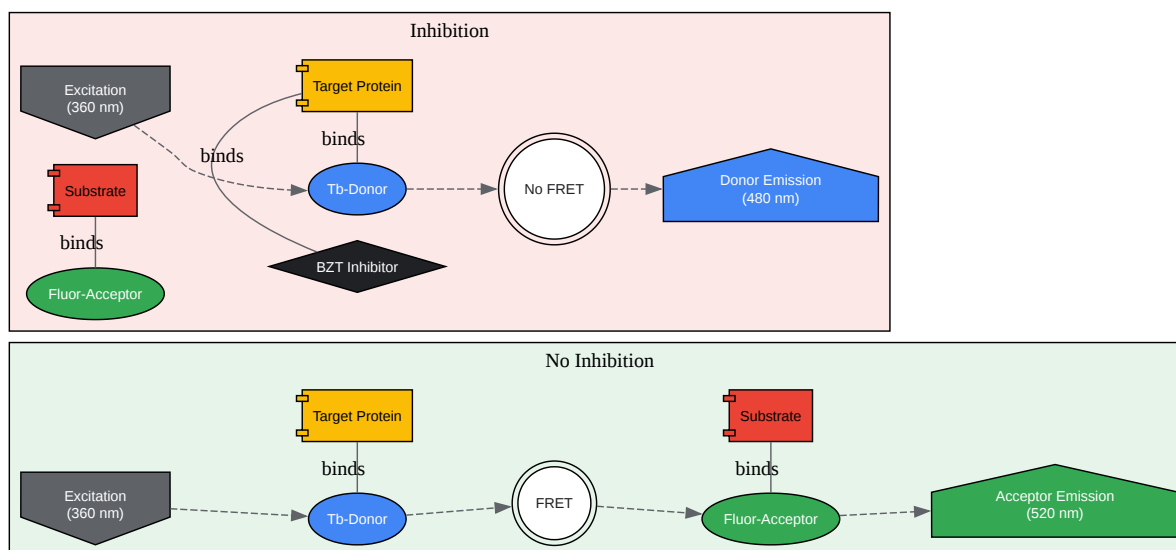 Inhibition
Excitation
(360 nm)
Target Protein
binds
binds
Substrate
Tb-Donor
No FRET
Donor Emission
(480 nm)
binds
BZT Inhibitor
Fluor-Acceptor
No Inhibition
Target Protein
Substrate
binds
binds
Excitation
(360 nm)
Tb-Donor
FRET
Fluor-Acceptor
Acceptor Emission
(520 nm)